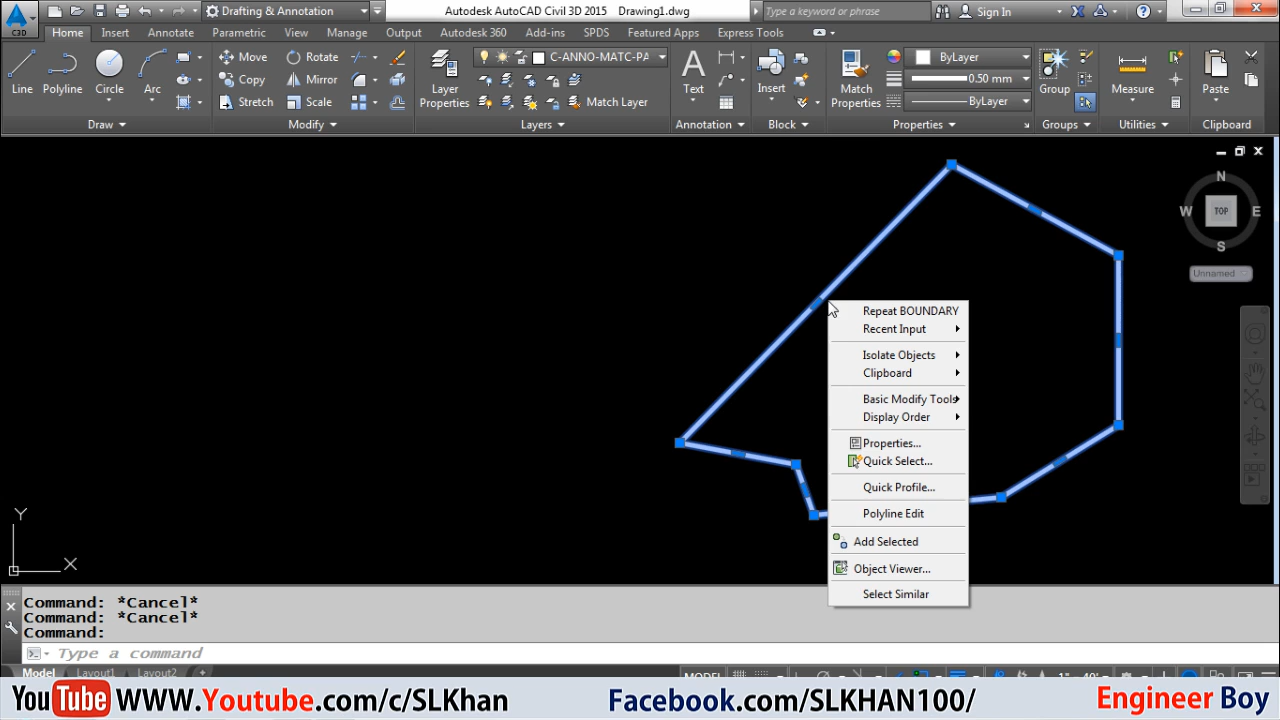 C3D
Drafting & Annotation
Autodesk AutoCAD Civil 3D 2015 Drawing1.dwg
Type a keyword or phrase
Sign In
Home Insert Annotate Parametric View Manage Output Autodesk 360 Add-ins SPDS Featured Apps Express Tools
Line
Polyline
Circle
Arc
Move
Copy
Stretch
Rotate
Mirror
Scale
Layer
Properties
C-ANNO-MATC-PA
Match Layer
Text
Insert
Match
Properties
ByLayer
0.50 mm
ByLayer
Group
Measure
Paste
Draw Modify Layers Annotation Block Properties Groups Utilities Clipboard
N
W TOP E
S
Unnamed
Repeat BOUNDARY
Recent Input
Isolate Objects
Clipboard
Basic Modify Tools
Display Order
Properties...
Quick Select...
Quick Profile...
Polyline Edit
Add Selected
Object Viewer...
Select Similar
Y
X
Command: *Cancel*
Command: *Cancel*
Command:
Type a command
Model Layout1 Layout2 +
MODEL
YouTube WWW.Youtube.com/c/SLKhan Facebook.com/SLKHAN100/ Engineer Boy